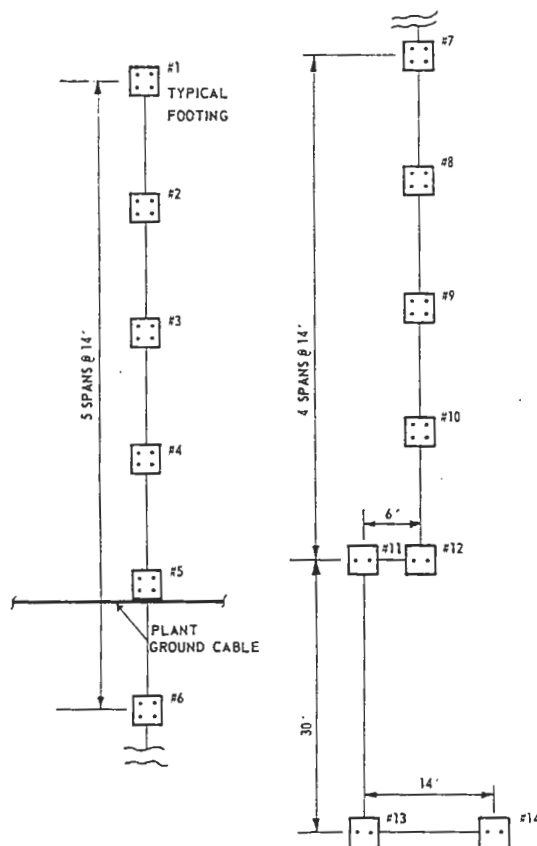 #1
TYPICAL
FOOTING
#2
#3
5 SPANS @ 14'
#4
#5
PLANT
GROUND CABLE
#6
#7
#8
#9
4 SPANS @ 14'
#10
6'
#11
#12
30'
14'
#13
#14